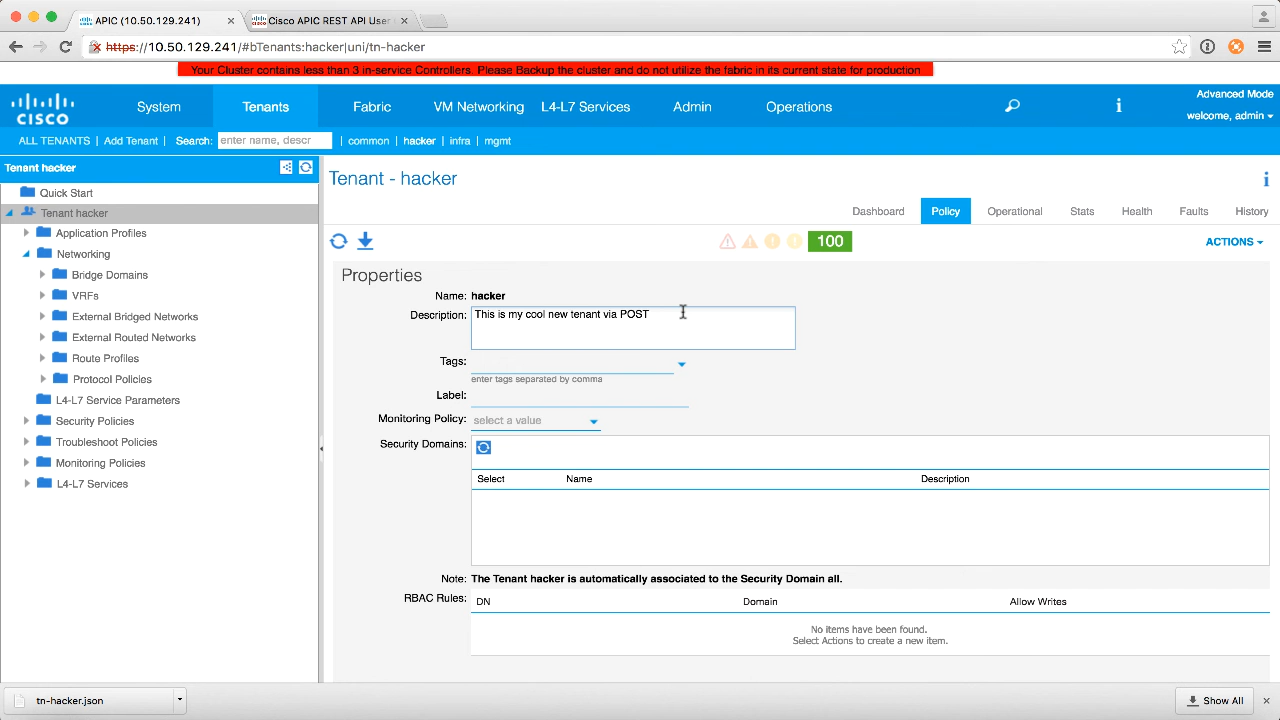 APIC (10.50.129.241)
Cisco APIC REST API User
https://10.50.129.241/#bTenants:hacker|uni/tn-hacker
Your Cluster contains less than 3 in-service Controllers. Please Backup the cluster and do not utilize the fabric in its current state for production
CISCO
System
Tenants
Fabric
VM Networking
L4-L7 Services
Admin
Operations
Advanced Mode
welcome, admin
ALL TENANTS | Add Tenant | Search: enter name, descr | common | hacker | infra | mgmt
Tenant hacker
Quick Start
Tenant hacker
Application Profiles
Networking
Bridge Domains
VRFs
External Bridged Networks
External Routed Networks
Route Profiles
Protocol Policies
L4-L7 Service Parameters
Security Policies
Troubleshoot Policies
Monitoring Policies
L4-L7 Services
Tenant - hacker
Dashboard
Policy
Operational
Stats
Health
Faults
History
100
ACTIONS
Properties
Name: hacker
Description: This is my cool new tenant via POST
Tags:
enter tags separated by comma
Label:
Monitoring Policy: select a value
Security Domains:
Select Name Description
Note: The Tenant hacker is automatically associated to the Security Domain all.
RBAC Rules: DN Domain Allow Writes
No items have been found.
Select Actions to create a new item.
tn-hacker.json
Show All